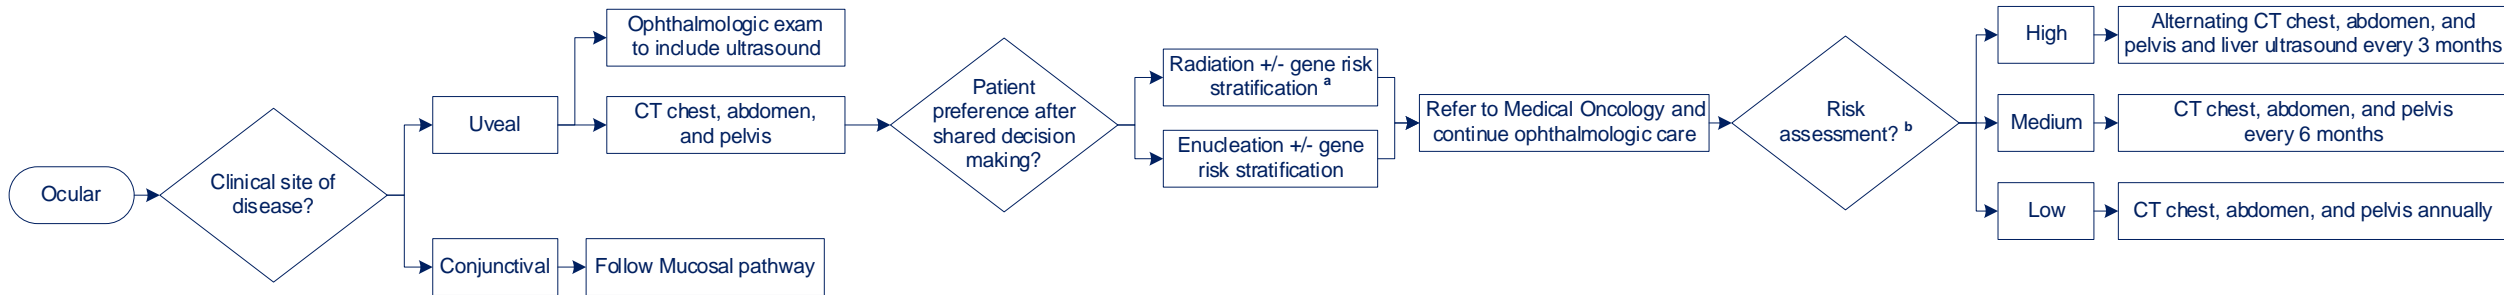 Ocular
Clinical site of
disease?
Uveal
Conjunctival
Follow Mucosal pathway
Ophthalmologic exam
to include ultrasound
CT chest, abdomen,
and pelvis
Patient
preference after
shared decision
making?
Radiation +/- gene risk
stratification a
Enucleation +/- gene
risk stratification
Refer to Medical Oncology and
continue ophthalmologic care
Risk
assessment? b
High
Alternating CT chest, abdomen, and
pelvis and liver ultrasound every 3 months
Medium
CT chest, abdomen, and pelvis
every 6 months
Low
CT chest, abdomen, and pelvis annually